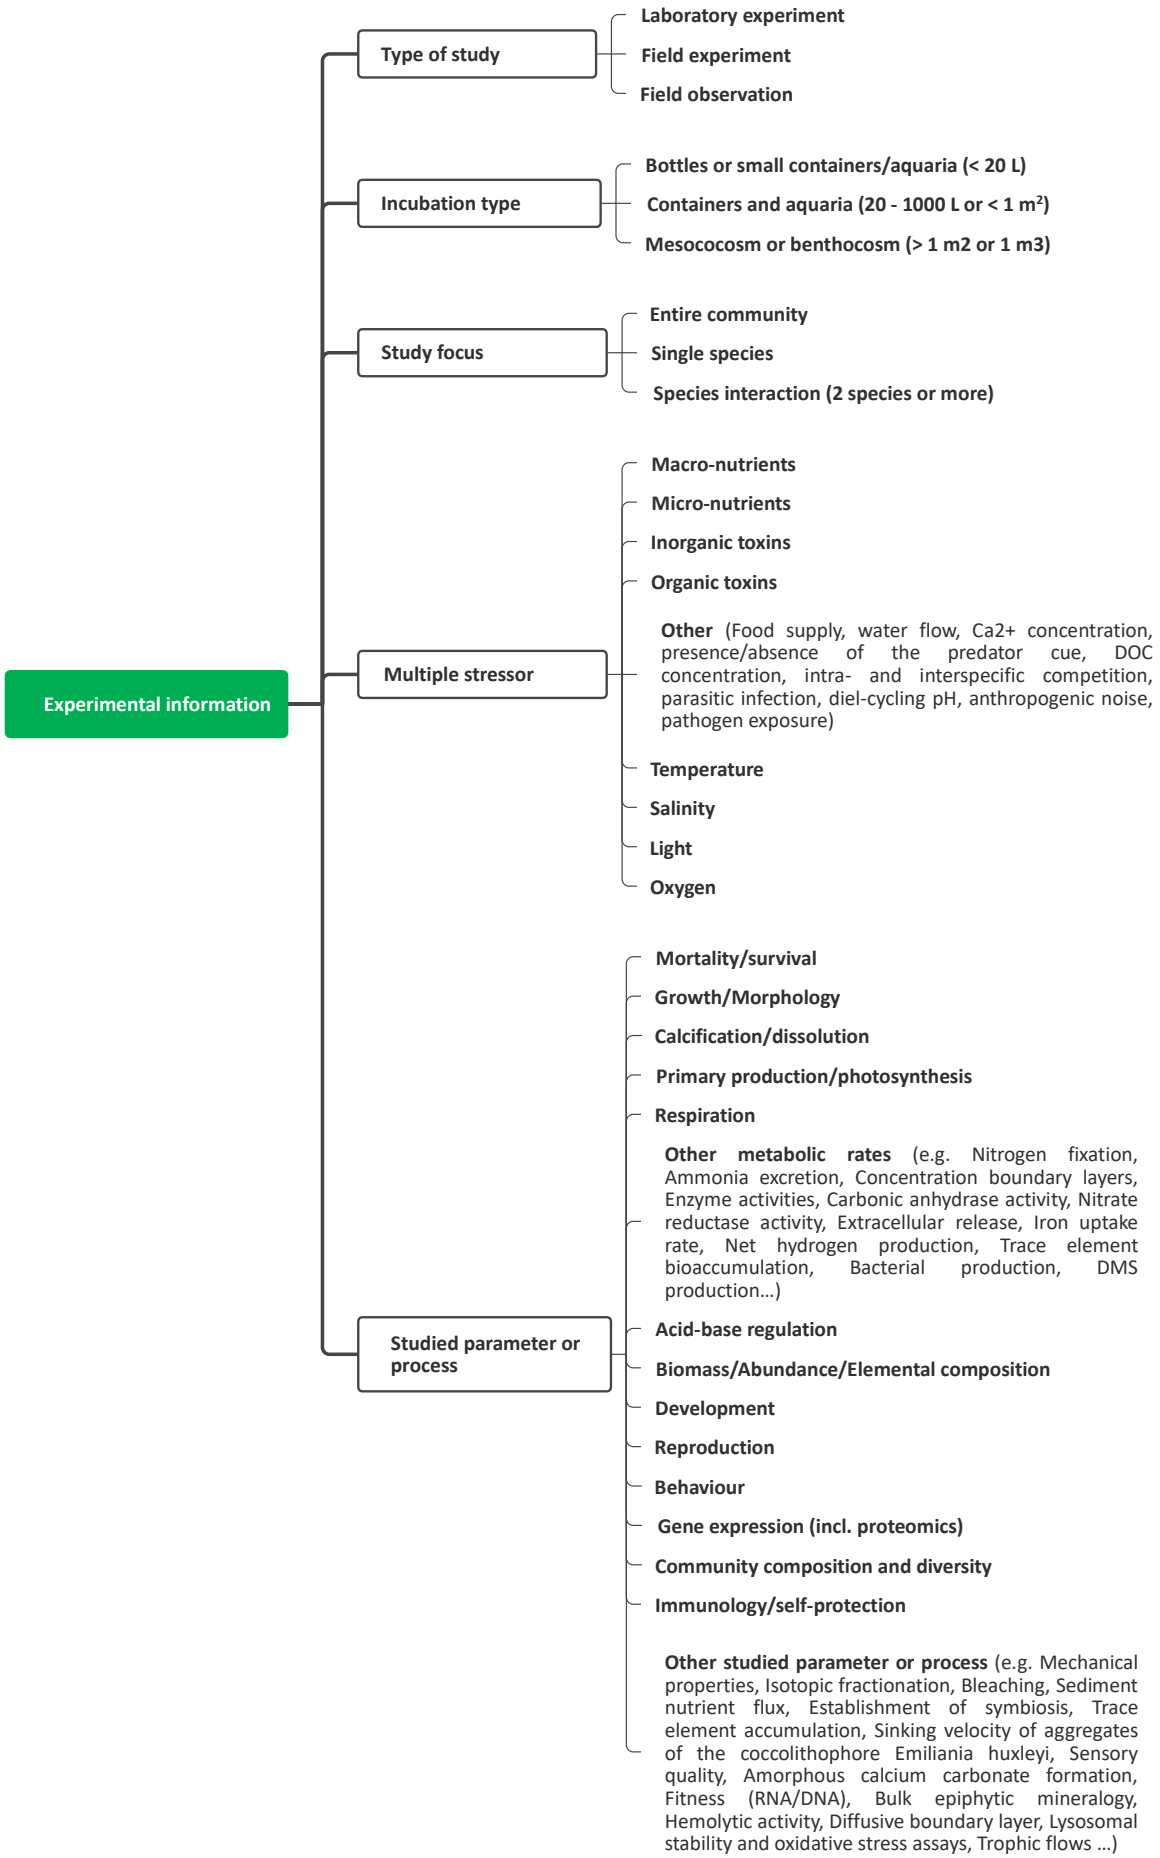 Laboratory experiment
Type of study
Field experiment
Field observation
Bottles or small containers/aquaria (< 20 L)
Incubation type
Containers and aquaria (20 - 1000 L or < 1 m²)
Mesococosm or benthocosm (> 1 m2 or 1 m3)
Entire community
Study focus
Single species
Species interaction (2 species or more)
Macro-nutrients
Micro-nutrients
Inorganic toxins
Organic toxins
Other (Food supply, water flow, Ca2+ concentration,
presence/absence of the predator cue, DOC
concentration, intra- and interspecific competition,
parasitic infection, diel-cycling pH, anthropogenic noise,
pathogen exposure)
Multiple stressor
Experimental information
Temperature
Salinity
Light
Oxygen
Mortality/survival
Growth/Morphology
Calcification/dissolution
Primary production/photosynthesis
Respiration
Other metabolic rates (e.g. Nitrogen fixation,
Ammonia excretion, Concentration boundary layers,
Enzyme activities, Carbonic anhydrase activity, Nitrate
reductase activity, Extracellular release, Iron uptake
rate, Net hydrogen production, Trace element
bioaccumulation, Bacterial production, DMS
production…)
Studied parameter or
process
Acid-base regulation
Biomass/Abundance/Elemental composition
Development
Reproduction
Behaviour
Gene expression (incl. proteomics)
Community composition and diversity
Immunology/self-protection
Other studied parameter or process (e.g. Mechanical
properties, Isotopic fractionation, Bleaching, Sediment
nutrient flux, Establishment of symbiosis, Trace
element accumulation, Sinking velocity of aggregates
of the coccolithophore Emiliania huxleyi, Sensory
quality, Amorphous calcium carbonate formation,
Fitness (RNA/DNA), Bulk epiphytic mineralogy,
Hemolytic activity, Diffusive boundary layer, Lysosomal
stability and oxidative stress assays, Trophic flows …)